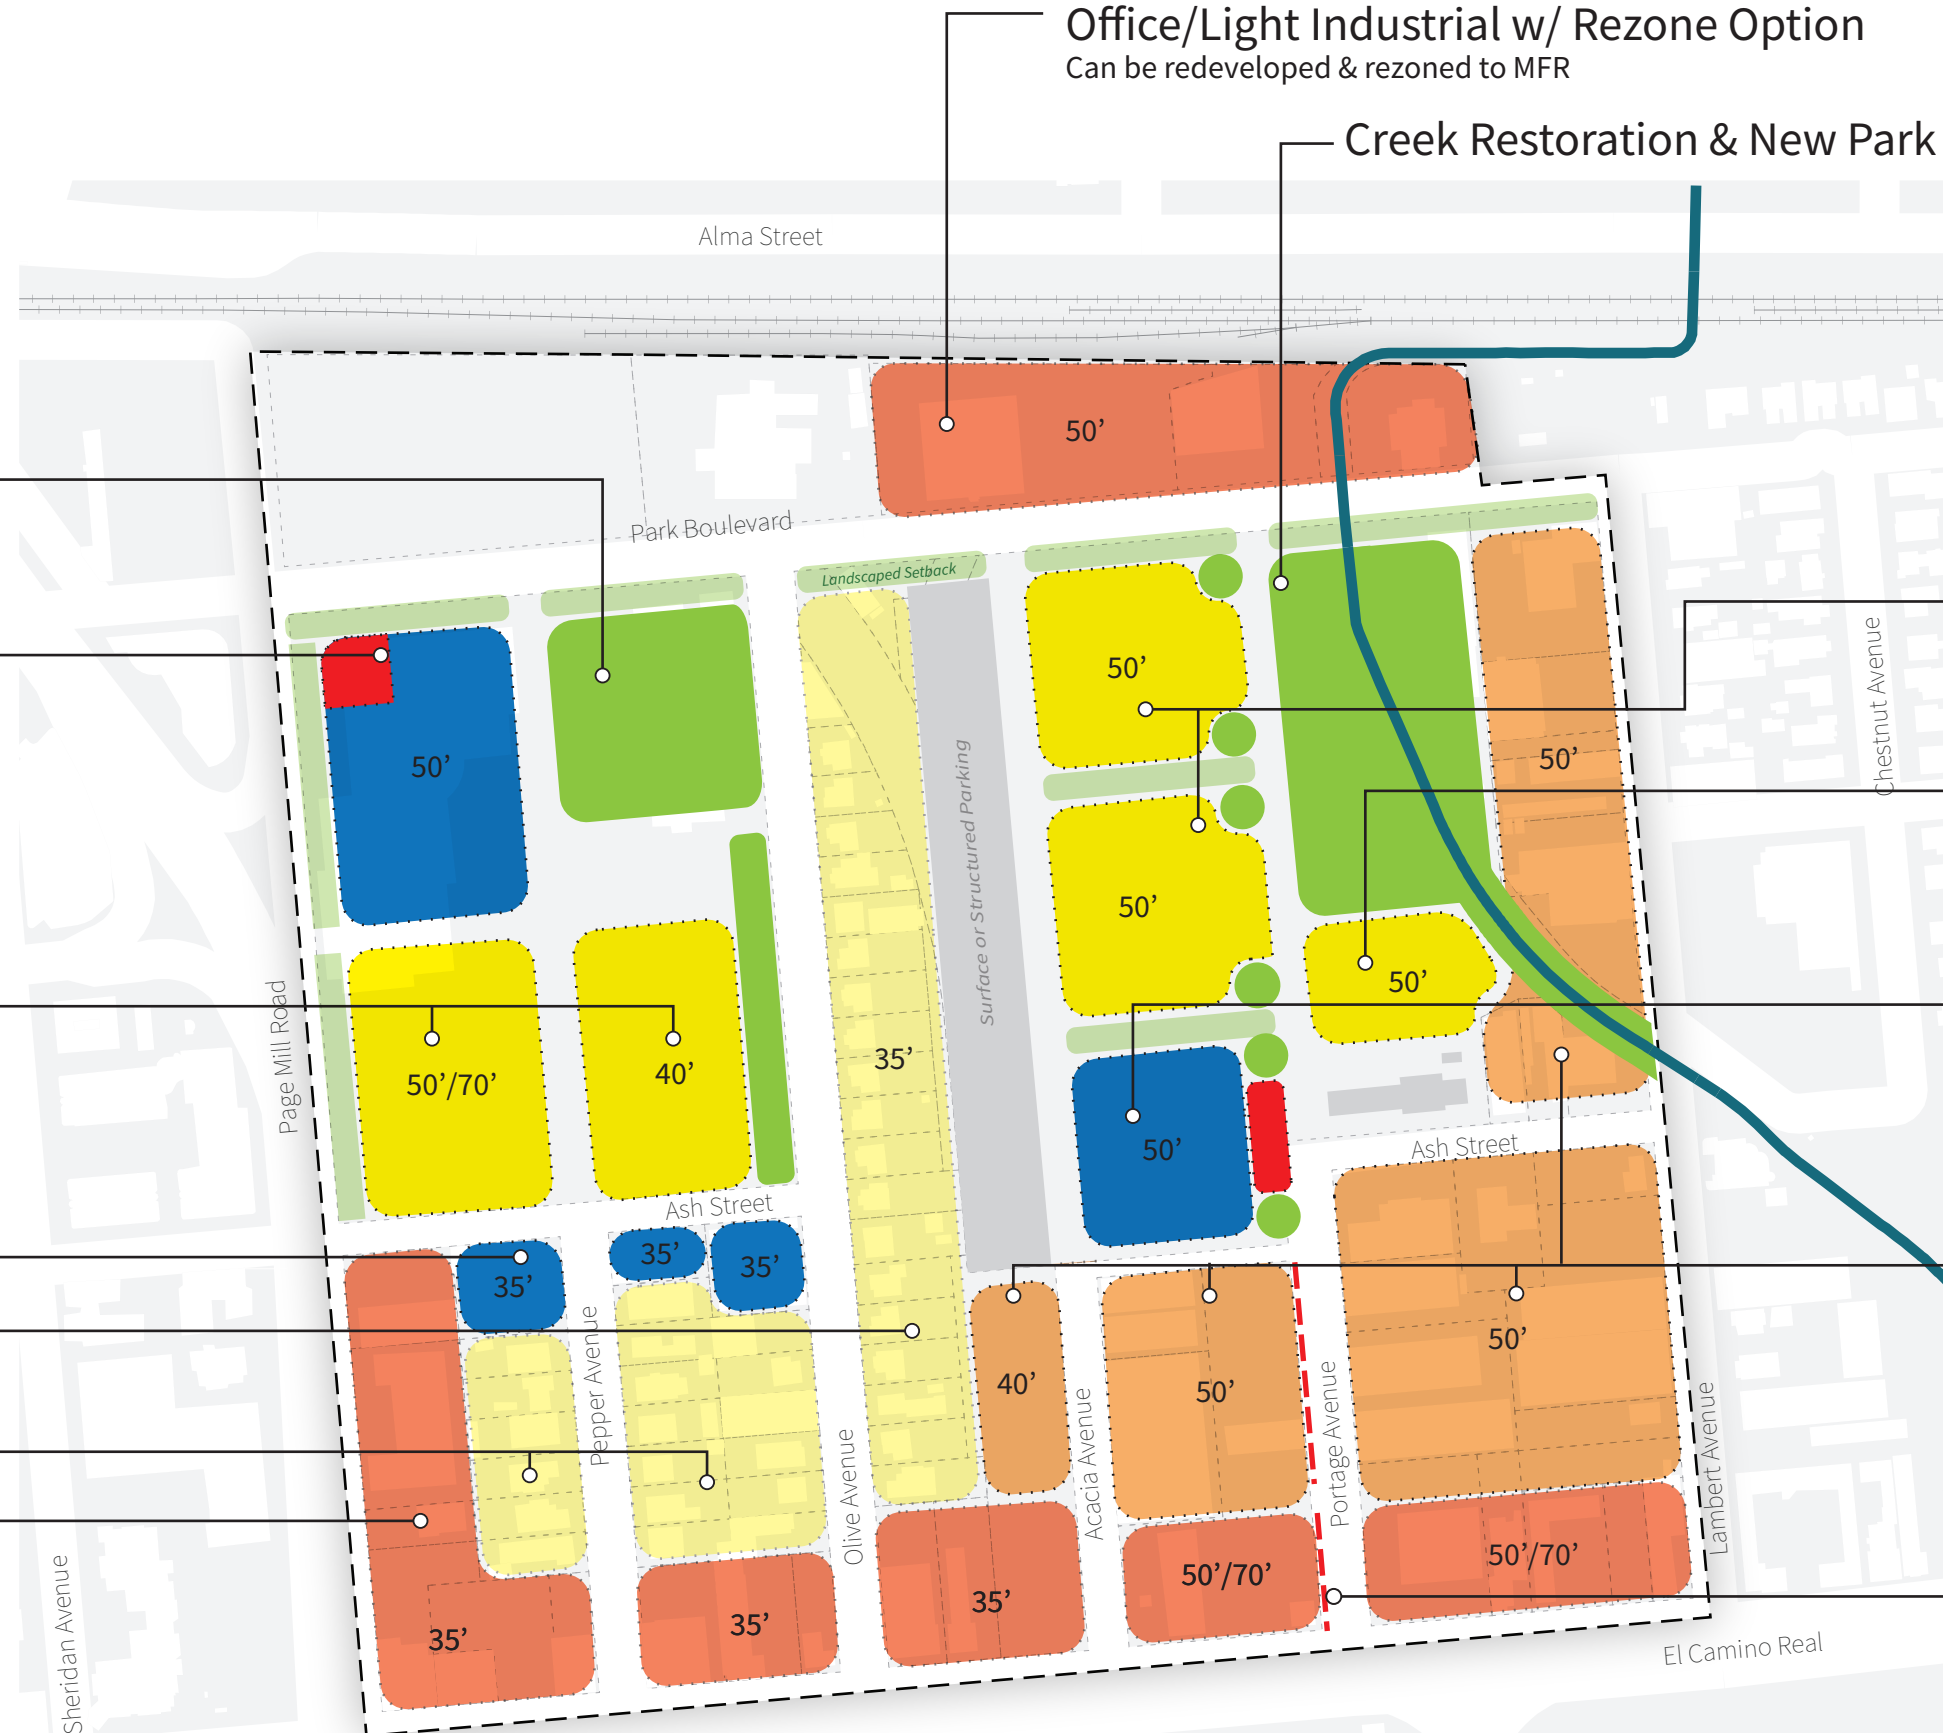 Office/Light Industrial w/ Rezone Option
Can be redeveloped & rezoned to MFR
Creek Restoration & New Park
Alma Street
50’
Park Boulevard
Landscaped Setback
50’
50’
50’
Chestnut Avenue
Surface or Structured Parking
50’
50’
35’
50’/70’
40’
Page Mill Road
50’
Ash Street
Ash Street
35’
35’
35’
50’
40’
50’
Pepper Avenue
Olive Avenue
Acacia Avenue
Portage Avenue
Lambert Avenue
35’
35’
35’
50’/70’
50’/70’
Sheridan Avenue
El Camino Real